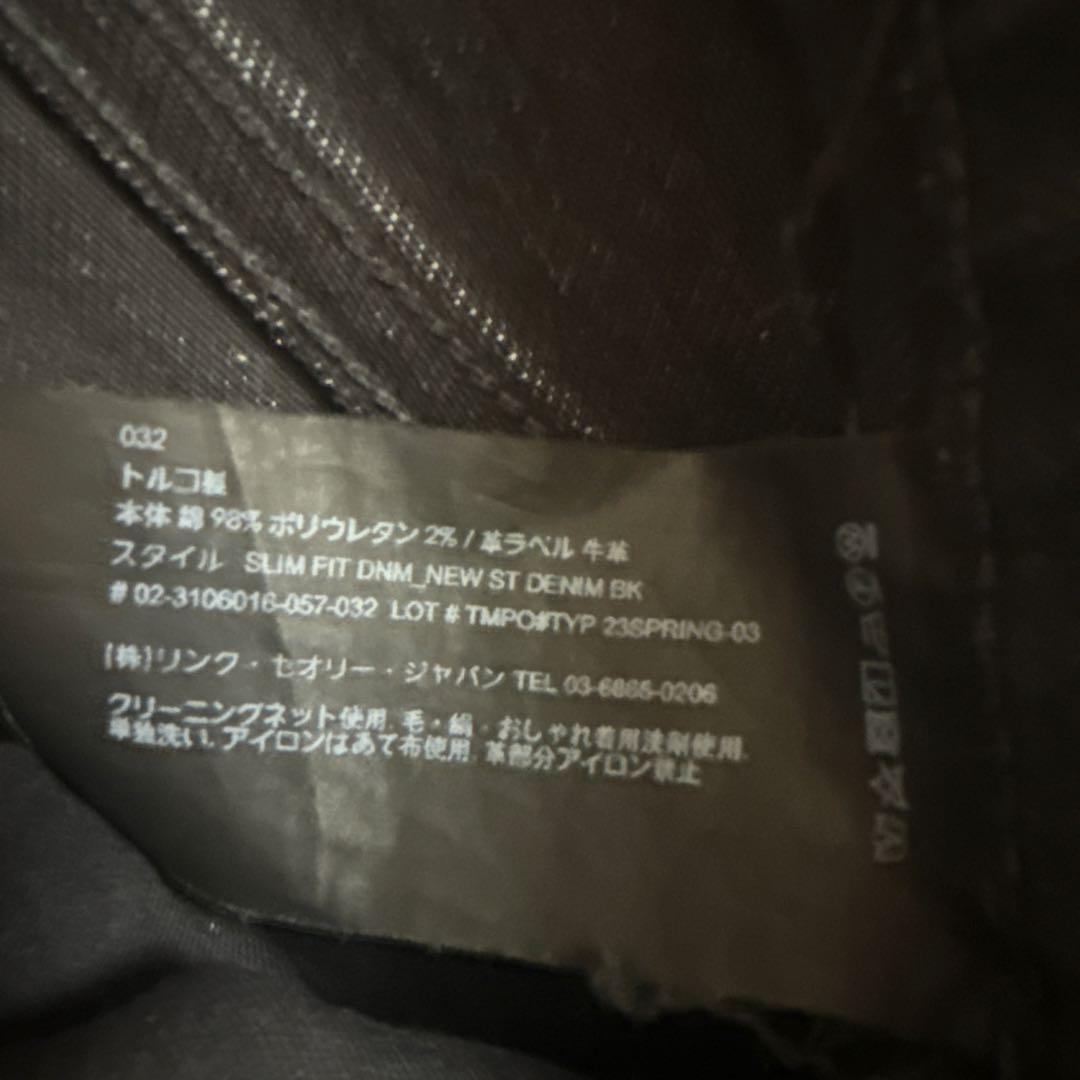 032
トルコ製
本体 綿 98% ポリウレタン 2% / 革ラベル 牛革
スタイル SLIM FIT DNM_NEW ST DENIM BK
# 02-3106016-057-032 LOT # TMPC#TYP 23SPRING-03
(株)リンク・セオリー・ジャパン TEL 03-6865-0206
クリーニングネット使用. 毛・絹・おしゃれ着用洗剤使用.
単独洗い. アイロンはあて布使用. 革部分アイロン禁止